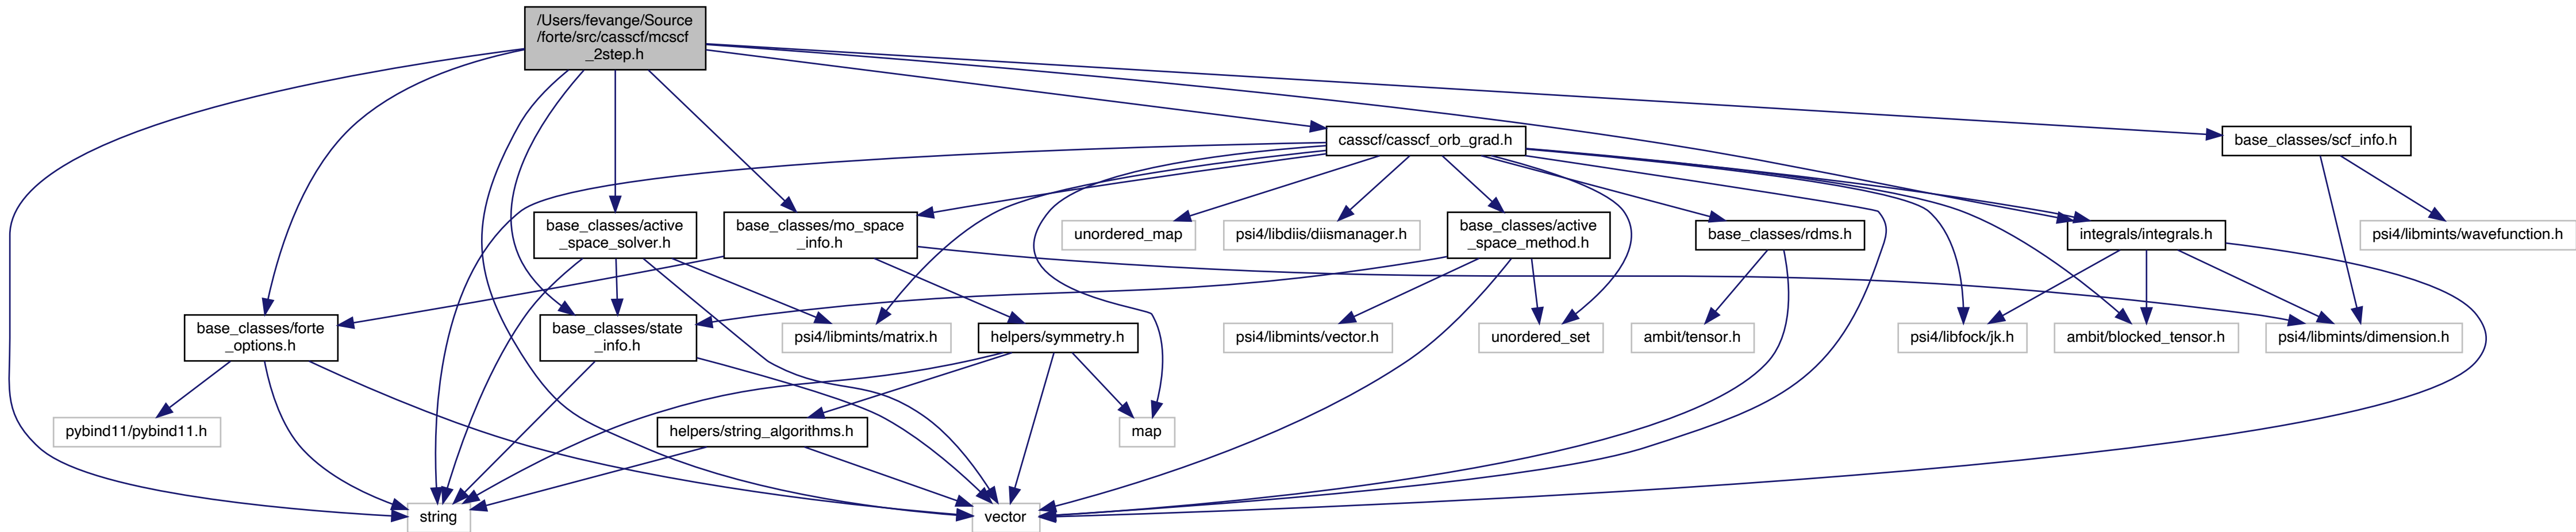 /Users/fevange/Source
/forte/src/casscf/mcscf
_2step.h
casscf/casscf_orb_grad.h
base_classes/scf_info.h
base_classes/active
_space_solver.h
base_classes/mo_space
_info.h
unordered_map
psi4/libdiis/diismanager.h
base_classes/active
_space_method.h
base_classes/rdms.h
integrals/integrals.h
psi4/libmints/wavefunction.h
base_classes/forte
_options.h
base_classes/state
_info.h
psi4/libmints/matrix.h
helpers/symmetry.h
psi4/libmints/vector.h
unordered_set
ambit/tensor.h
psi4/libfock/jk.h
ambit/blocked_tensor.h
psi4/libmints/dimension.h
pybind11/pybind11.h
helpers/string_algorithms.h
map
string
vector